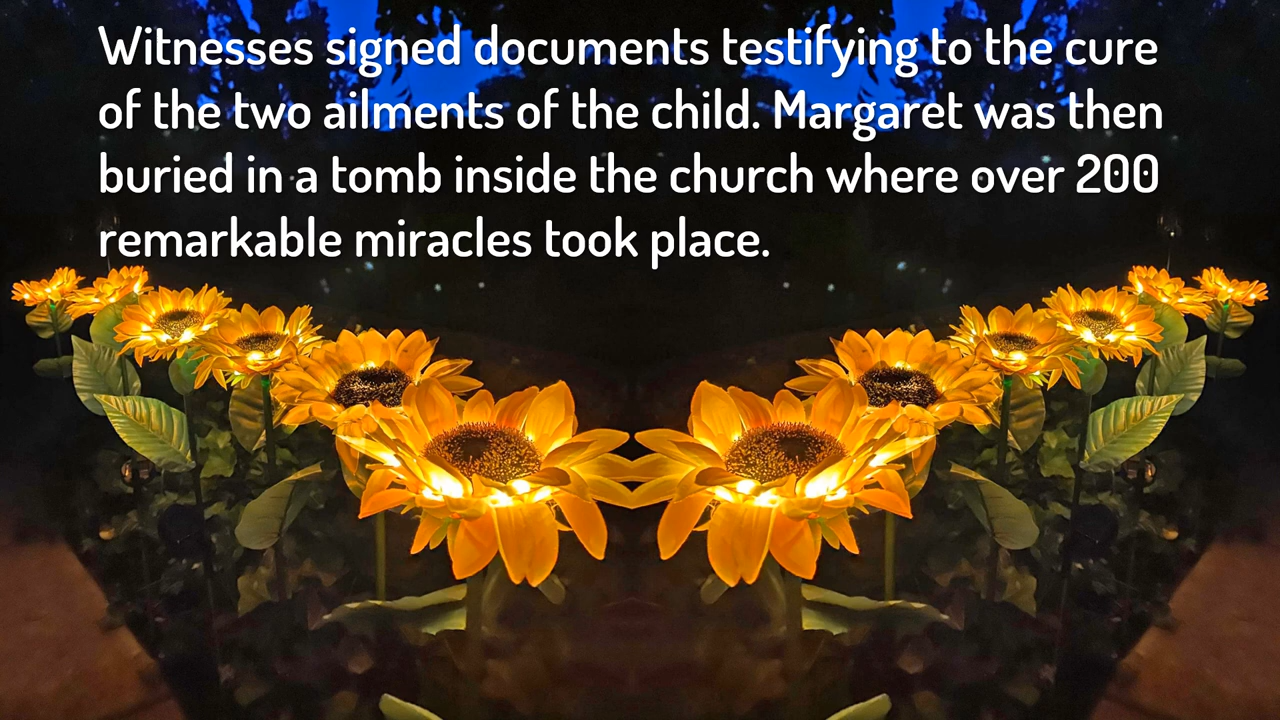 Witnesses signed documents testifying to the cure
of the two ailments of the child. Margaret was then
buried in a tomb inside the church where over 200
remarkable miracles took place.